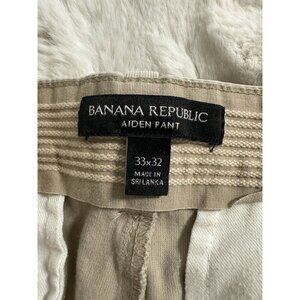 BANANA REPUBLIC
AIDEN PANT
33x32
MADE IN
SRI LANKA